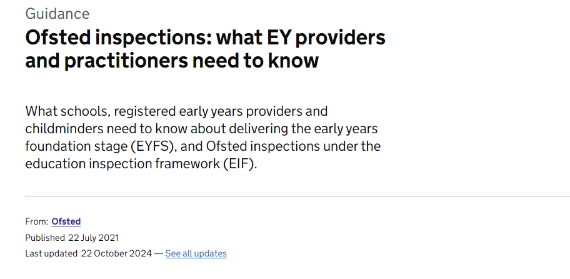 Guidance
Ofsted inspections: what EY providers
and practitioners need to know
What schools, registered early years providers and
childminders need to know about delivering the early years
foundation stage (EYFS), and Ofsted inspections under the
education inspection framework (EIF).
From: Ofsted
Published 22 July 2021
Last updated 22 October 2024 — See all updates